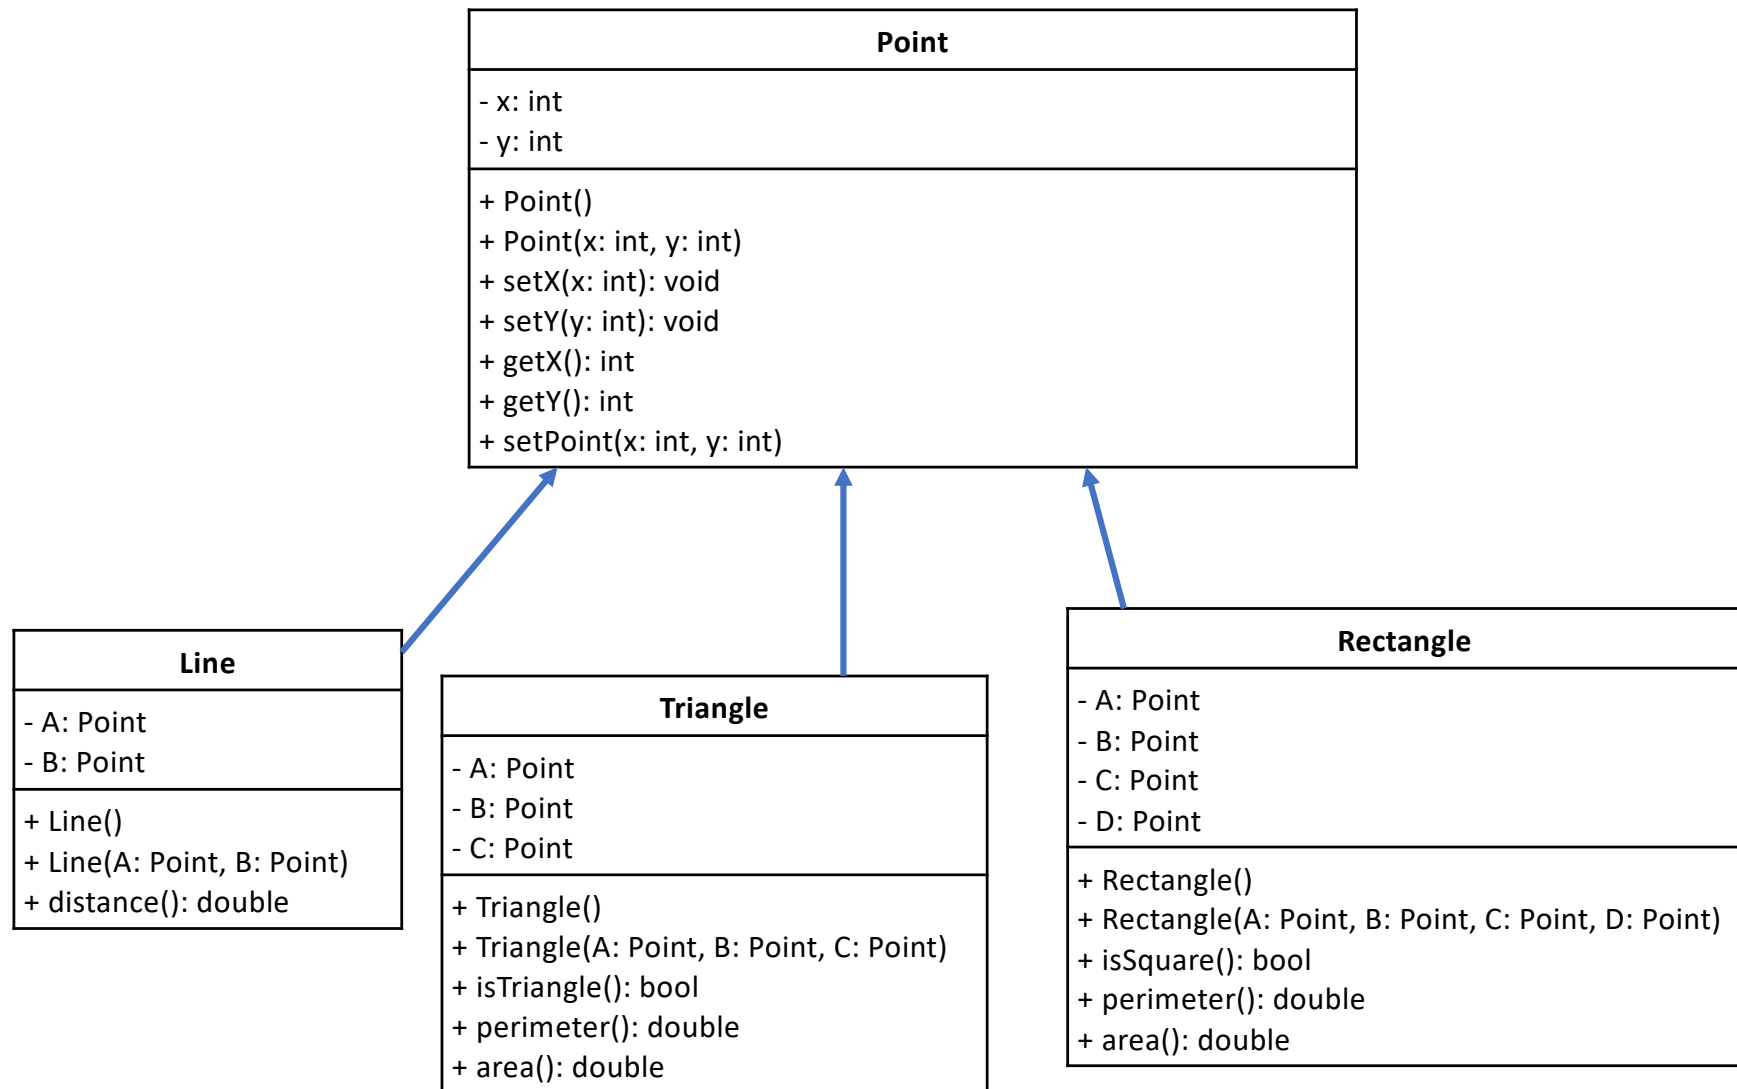 Point
- x: int
- y: int
+ Point()
+ Point(x: int, y: int)
+ setX(x: int): void
+ setY(y: int): void
+ getX(): int
+ getY(): int
+ setPoint(x: int, y: int)
Line
- A: Point
- B: Point
+ Line()
+ Line(A: Point, B: Point)
+ distance(): double
Triangle
- A: Point
- B: Point
- C: Point
+ Triangle()
+ Triangle(A: Point, B: Point, C: Point)
+ isTriangle(): bool
+ perimeter(): double
+ area(): double
Rectangle
- A: Point
- B: Point
- C: Point
- D: Point
+ Rectangle()
+ Rectangle(A: Point, B: Point, C: Point, D: Point)
+ isSquare(): bool
+ perimeter(): double
+ area(): double